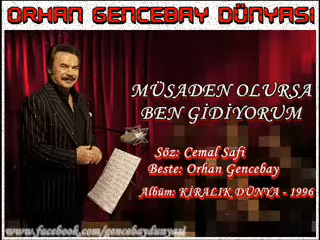 ORHAN GENCEBAY DÜNYASI
MÜSADEN OLURSA
BEN GİDİYORUM
Söz: Cemal Safi
Beste: Orhan Gencebay
Albüm: KİRALIK DÜNYA - 1996
www.facebook.com/gencebaydunyasi